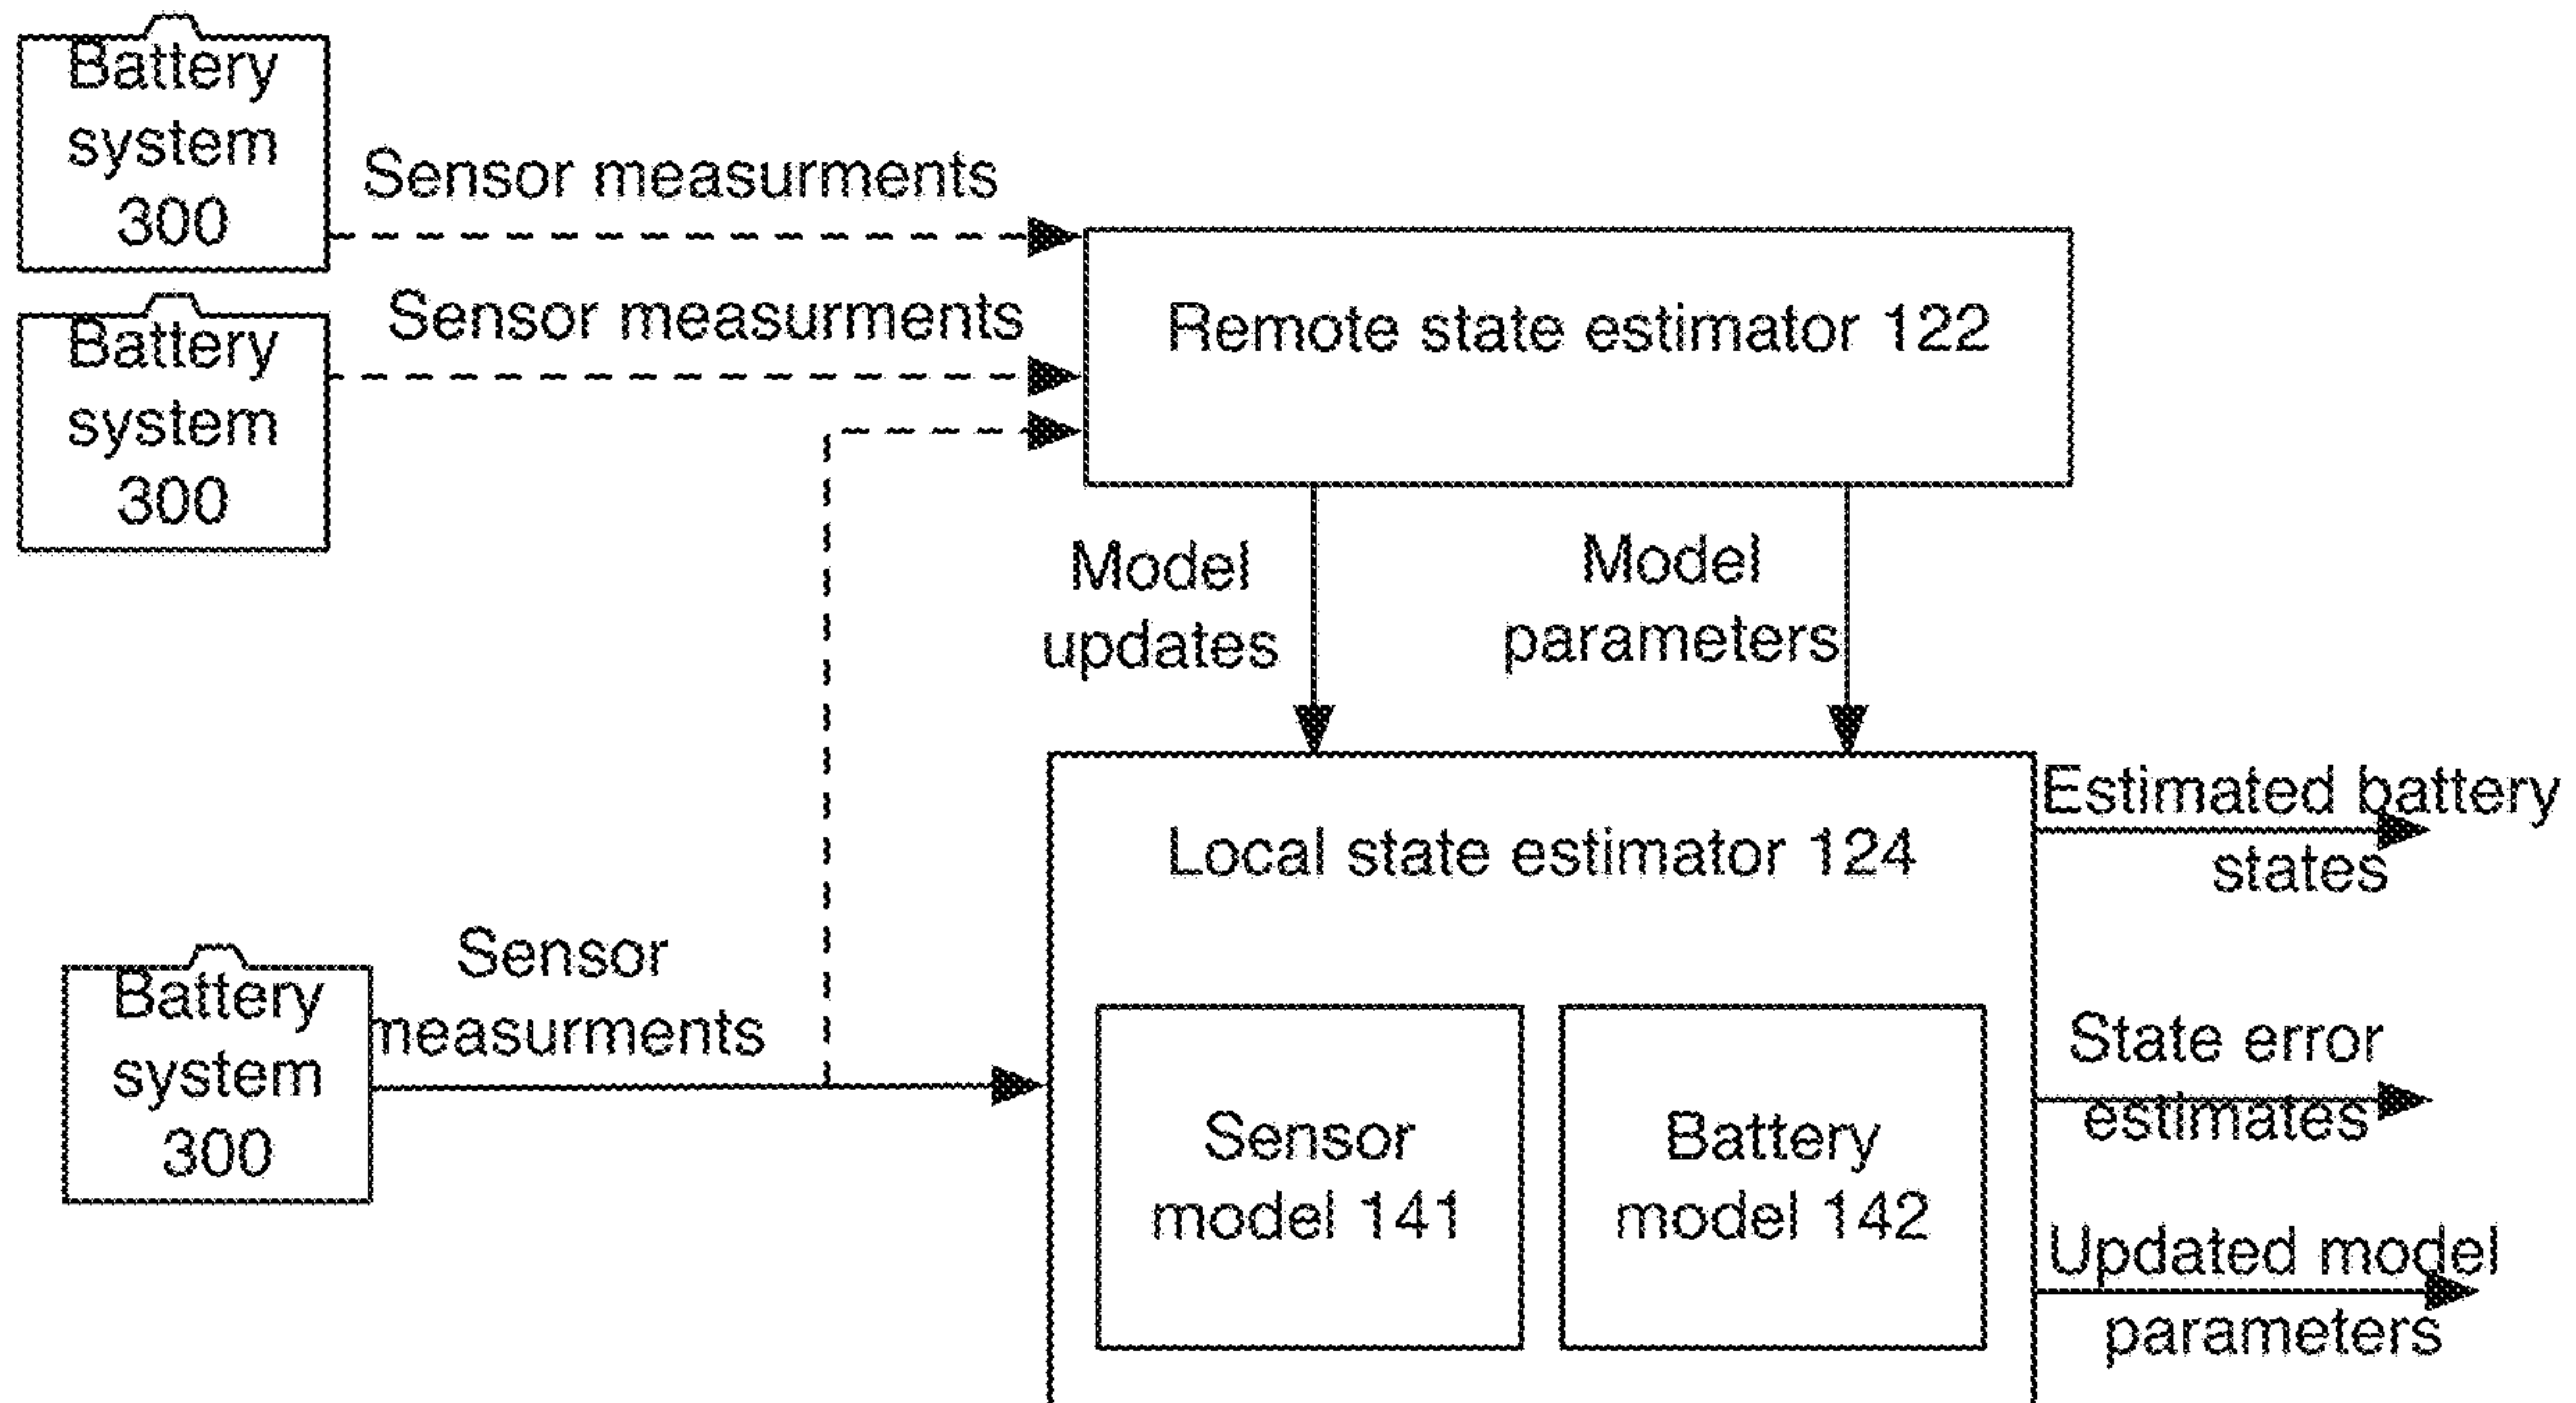 Battery
system
300
Sensor measurments
Battery
system
300
Sensor measurments
Remote state estimator 122
Model
updates
Model
parameters
Battery
system
300
Sensor
measurments
Local state estimator 124
Sensor
model 141
Battery
model 142
Estimated battery
states
State error
estimates
Updated model
parameters